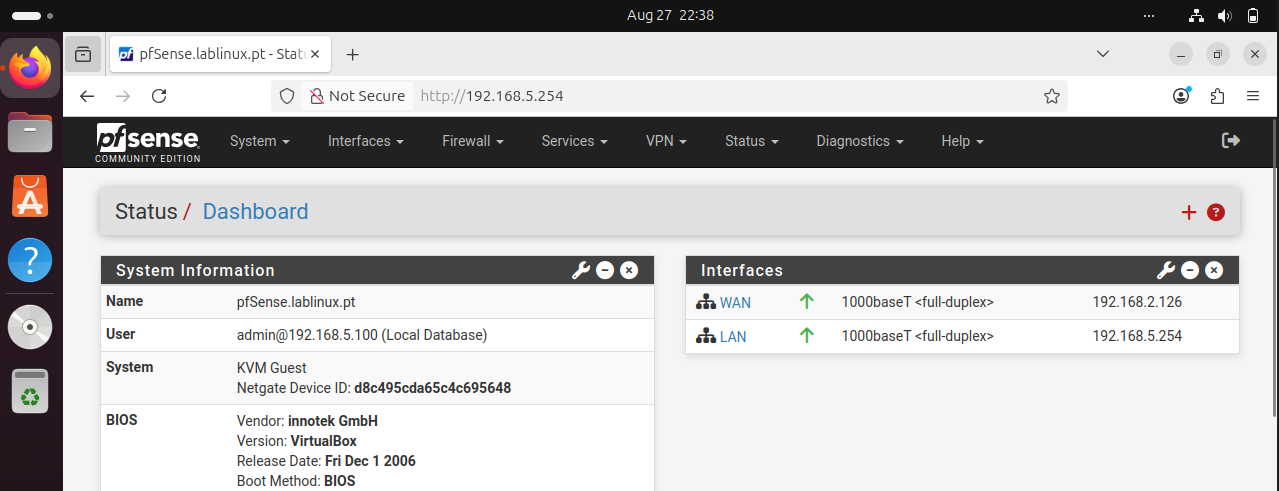 Aug 27 22:38
pfSense.lablinux.pt - Stat
Not Secure http://192.168.5.254
pfsense
COMMUNITY EDITION
System Interfaces Firewall Services VPN Status Diagnostics Help
Status / Dashboard
System Information
Name pfSense.lablinux.pt
User admin@192.168.5.100 (Local Database)
System KVM Guest
Netgate Device ID: d8c495cda65c4c695648
BIOS Vendor: innotek GmbH
Version: VirtualBox
Release Date: Fri Dec 1 2006
Boot Method: BIOS
Interfaces
WAN 1000baseT <full-duplex> 192.168.2.126
LAN 1000baseT <full-duplex> 192.168.5.254